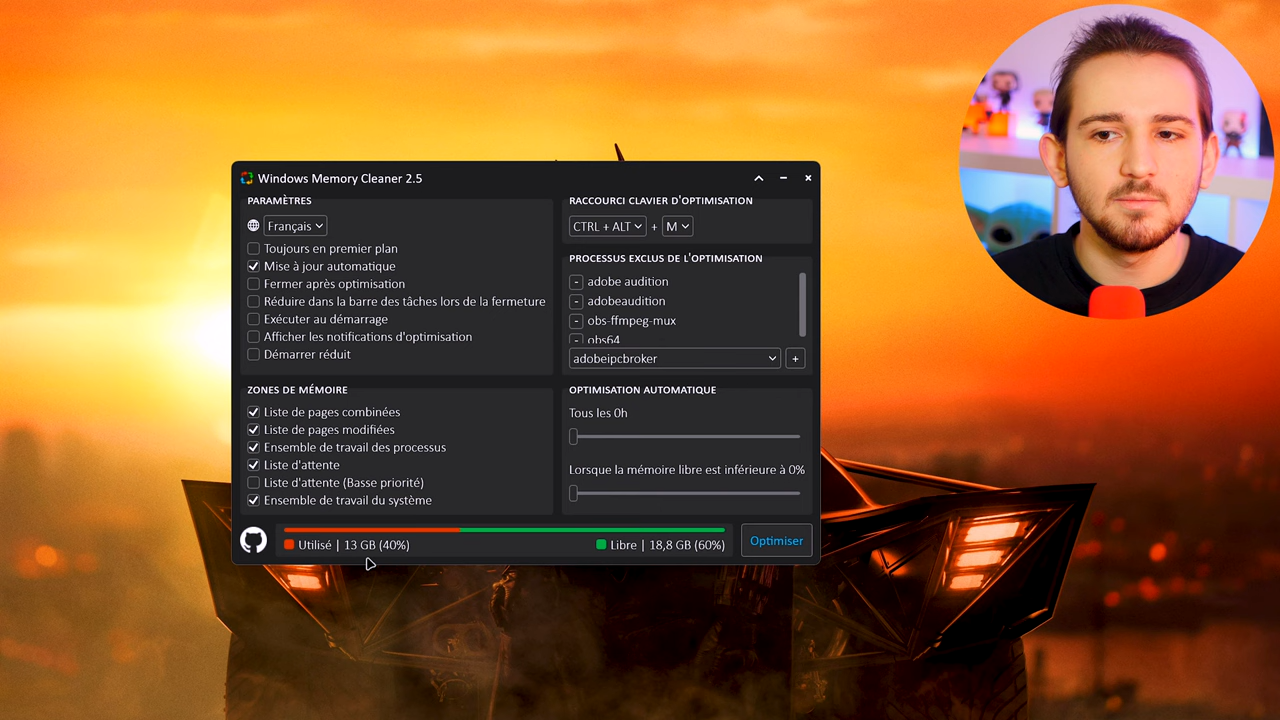 Windows Memory Cleaner 2.5
PARAMÈTRES
Français
Toujours en premier plan
Mise à jour automatique
Fermer après optimisation
Réduire dans la barre des tâches lors de la fermeture
Exécuter au démarrage
Afficher les notifications d'optimisation
Démarrer réduit
ZONES DE MÉMOIRE
Liste de pages combinées
Liste de pages modifiées
Ensemble de travail des processus
Liste d'attente
Liste d'attente (Basse priorité)
Ensemble de travail du système
RACCOURCI CLAVIER D'OPTIMISATION
CTRL + ALT + M
PROCESSUS EXCLUS DE L'OPTIMISATION
- adobe audition
- adobeaudition
- obs-ffmpeg-mux
- obs64
adobeipcbroker +
OPTIMISATION AUTOMATIQUE
Tous les 0h
Lorsque la mémoire libre est inférieure à 0%
Utilisé | 13 GB (40%)
Libre | 18,8 GB (60%)
Optimiser